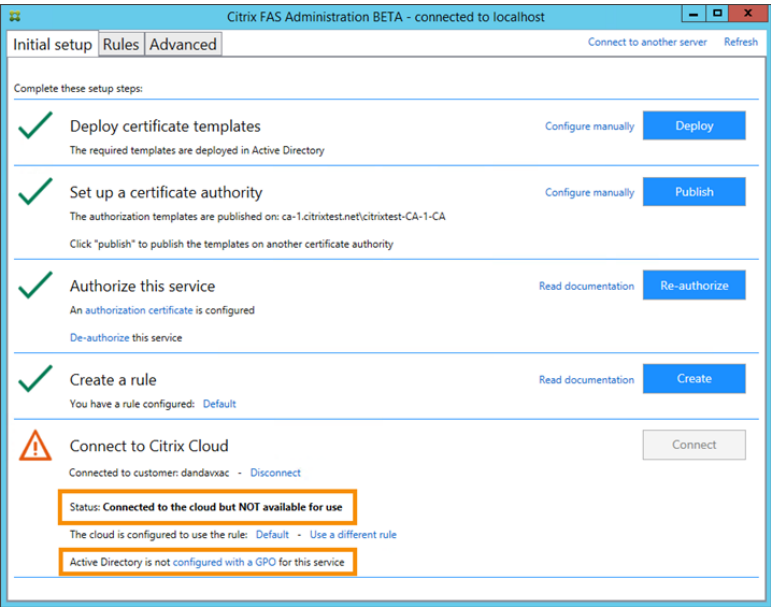 Citrix FAS Administration BETA - connected to localhost
Initial setup Rules Advanced Connect to another server Refresh
Complete these setup steps:
Deploy certificate templates Configure manually Deploy
The required templates are deployed in Active Directory
Set up a certificate authority Configure manually Publish
The authorization templates are published on: ca-1.citrixtest.net\citrixtest-CA-1-CA
Click "publish" to publish the templates on another certificate authority
Authorize this service Read documentation Re-authorize
An authorization certificate is configured
De-authorize this service
Create a rule Read documentation Create
You have a rule configured: Default
Connect to Citrix Cloud Connect
Connected to customer: dandavxac - Disconnect
Status: Connected to the cloud but NOT available for use
The cloud is configured to use the rule: Default - Use a different rule
Active Directory is not configured with a GPO for this service